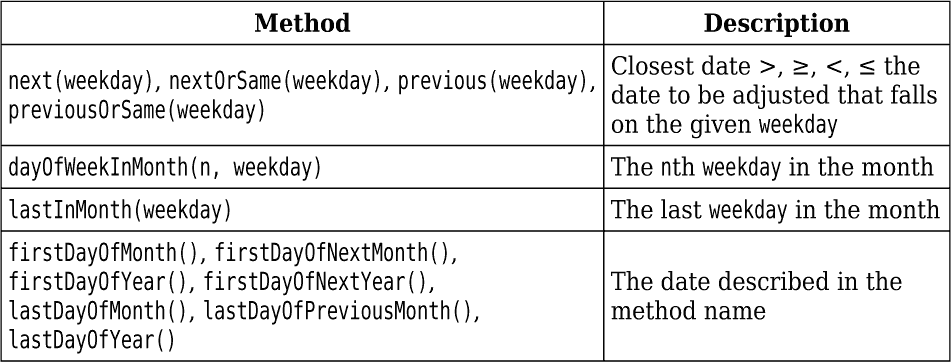 Method
Description
next(weekday), nextOrSame(weekday), previous(weekday),
previousOrSame(weekday)
Closest date >, ≥, <, ≤ the
date to be adjusted that falls
on the given weekday
dayOfWeekInMonth(n, weekday)
The nth weekday in the month
lastInMonth(weekday)
The last weekday in the month
firstDayOfMonth(), firstDayOfNextMonth(),
firstDayOfYear(), firstDayOfNextYear(),
lastDayOfMonth(), lastDayOfPreviousMonth(),
lastDayOfYear()
The date described in the
method name